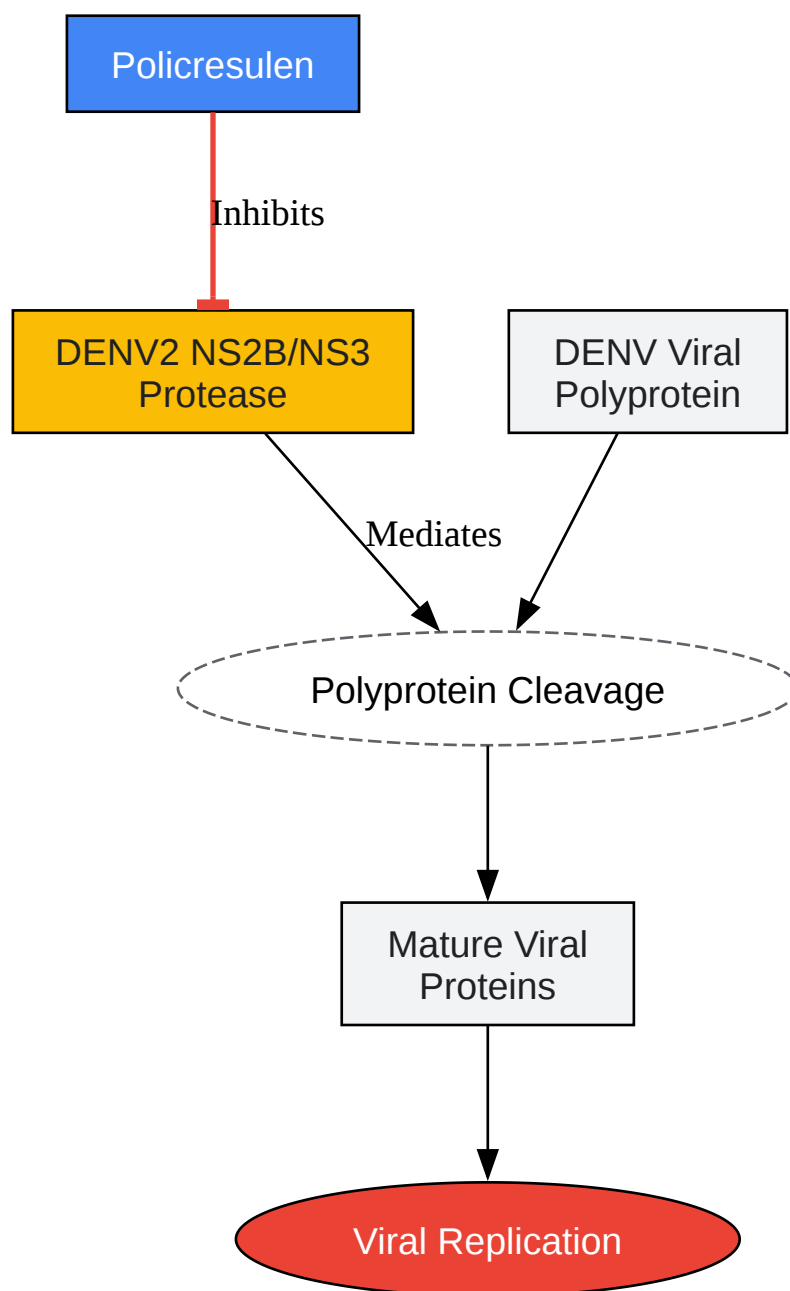 Policresulen
Inhibits
DENV2 NS2B/NS3
Protease
DENV Viral
Polyprotein
Mediates
Polyprotein Cleavage
Mature Viral
Proteins
Viral Replication